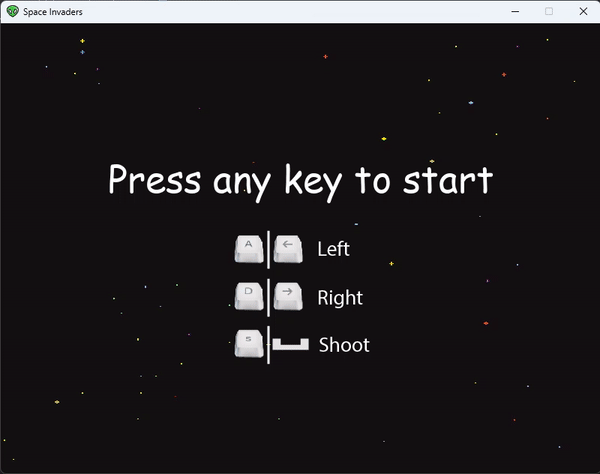 Space Invaders
Press any key to start
A ← Left
D → Right
S Shoot